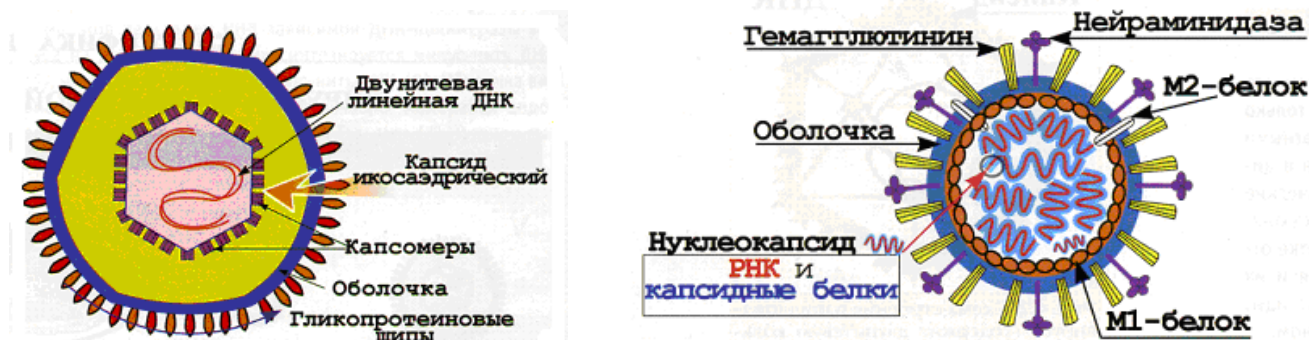 Двунитевая
линейная ДНК
Капсид
икосаэдрический
Капсомеры
Оболочка
Гликопротеиновые
шипы
Нейраминидаза
Гемагглютинин
М2-белок
Оболочка
Нуклеокапсид
РНК и
капсидные белки
М1-белок